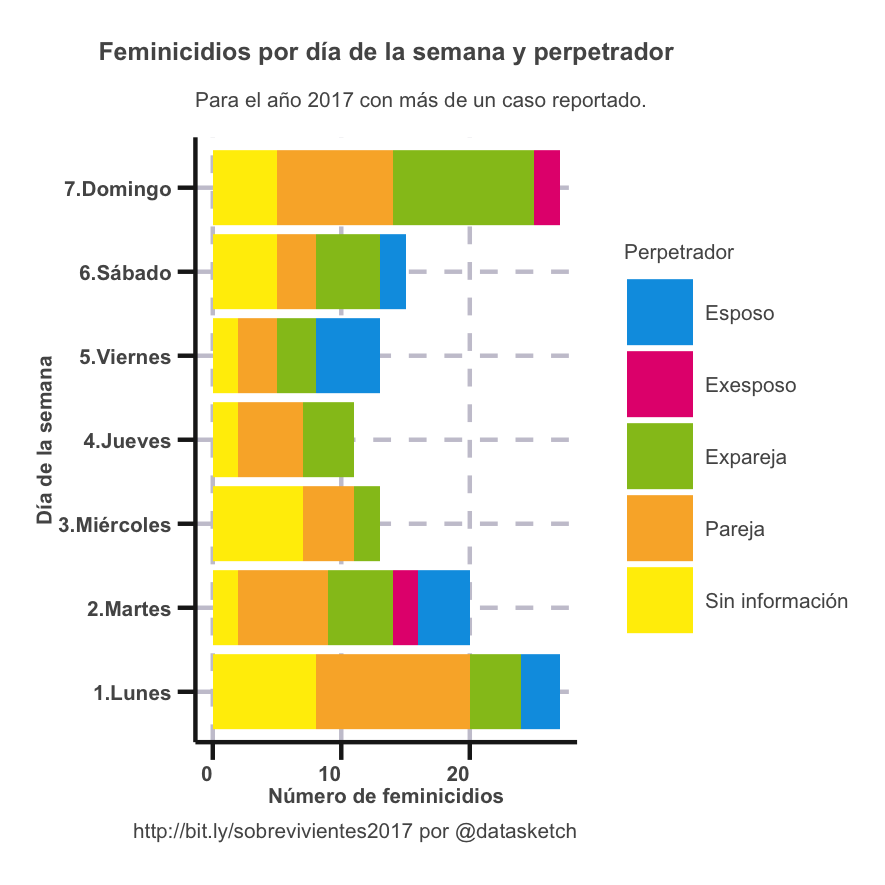 Feminicidios por día de la semana y perpetrador
Para el año 2017 con más de un caso reportado.
Día de la semana
7.Domingo
6.Sábado
5.Viernes
4.Jueves
3.Miércoles
2.Martes
1.Lunes
0
10
20
Número de feminicidios
Perpetrador
Esposo
Exesposo
Expareja
Pareja
Sin información
http://bit.ly/sobrevivientes2017 por @datasketch